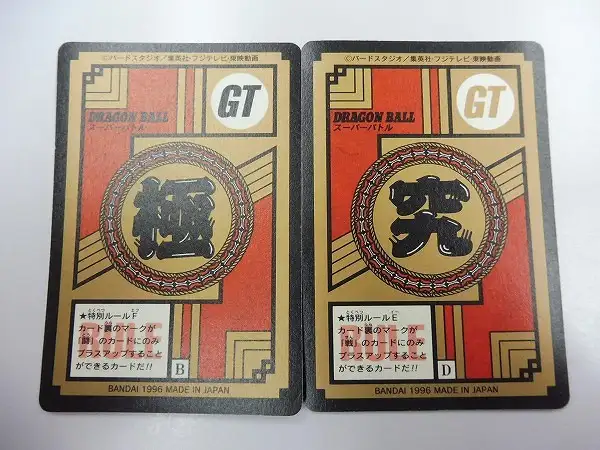 ©バードスタジオ／集英社・フジテレビ・東映動画
GT
DRAGON BALL
スーパーバトル
極
★特別ルールF
カード裏のマークが
「闘」のカードにのみ
プラスアップすること
ができるカードだ!!
B
BANDAI 1996 MADE IN JAPAN
©バードスタジオ／集英社・フジテレビ・東映動画
GT
DRAGON BALL
スーパーバトル
究
★特別ルールE
カード裏のマークが
「戦」のカードにのみ
プラスアップすること
ができるカードだ!!
D
BANDAI 1996 MADE IN JAPAN